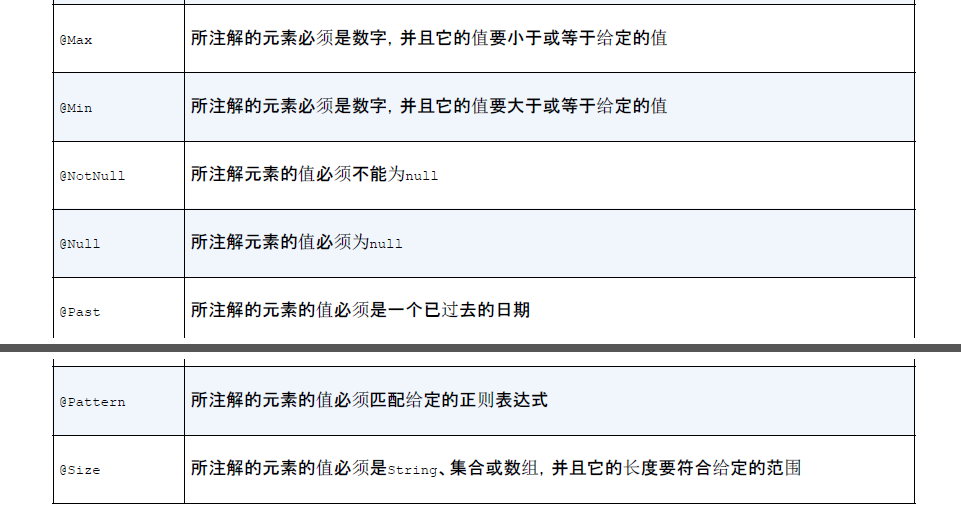 @Max 所注解的元素必须是数字，并且它的值要小于或等于给定的值
@Min 所注解的元素必须是数字，并且它的值要大于或等于给定的值
@NotNull 所注解元素的值必须不能为null
@Null 所注解元素的值必须为null
@Past 所注解的元素的值必须是一个已过去的日期
@Pattern 所注解的元素的值必须匹配给定的正则表达式
@Size 所注解的元素的值必须是String、集合或数组，并且它的长度要符合给定的范围